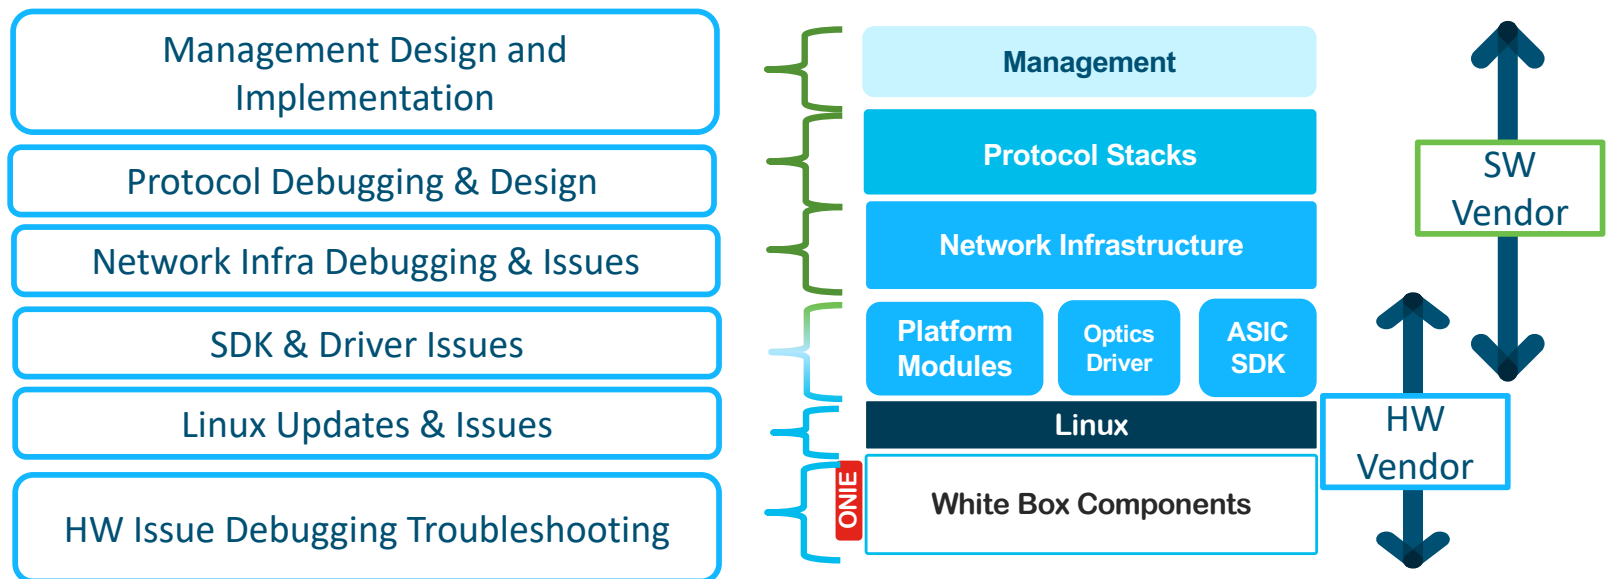 Management Design and
Implementation
Protocol Debugging & Design
Network Infra Debugging & Issues
SDK & Driver Issues
Linux Updates & Issues
HW Issue Debugging Troubleshooting
Management
Protocol Stacks
Network Infrastructure
Platform
Modules
Optics
Driver
ASIC
SDK
Linux
ONIE
White Box Components
SW
Vendor
HW
Vendor